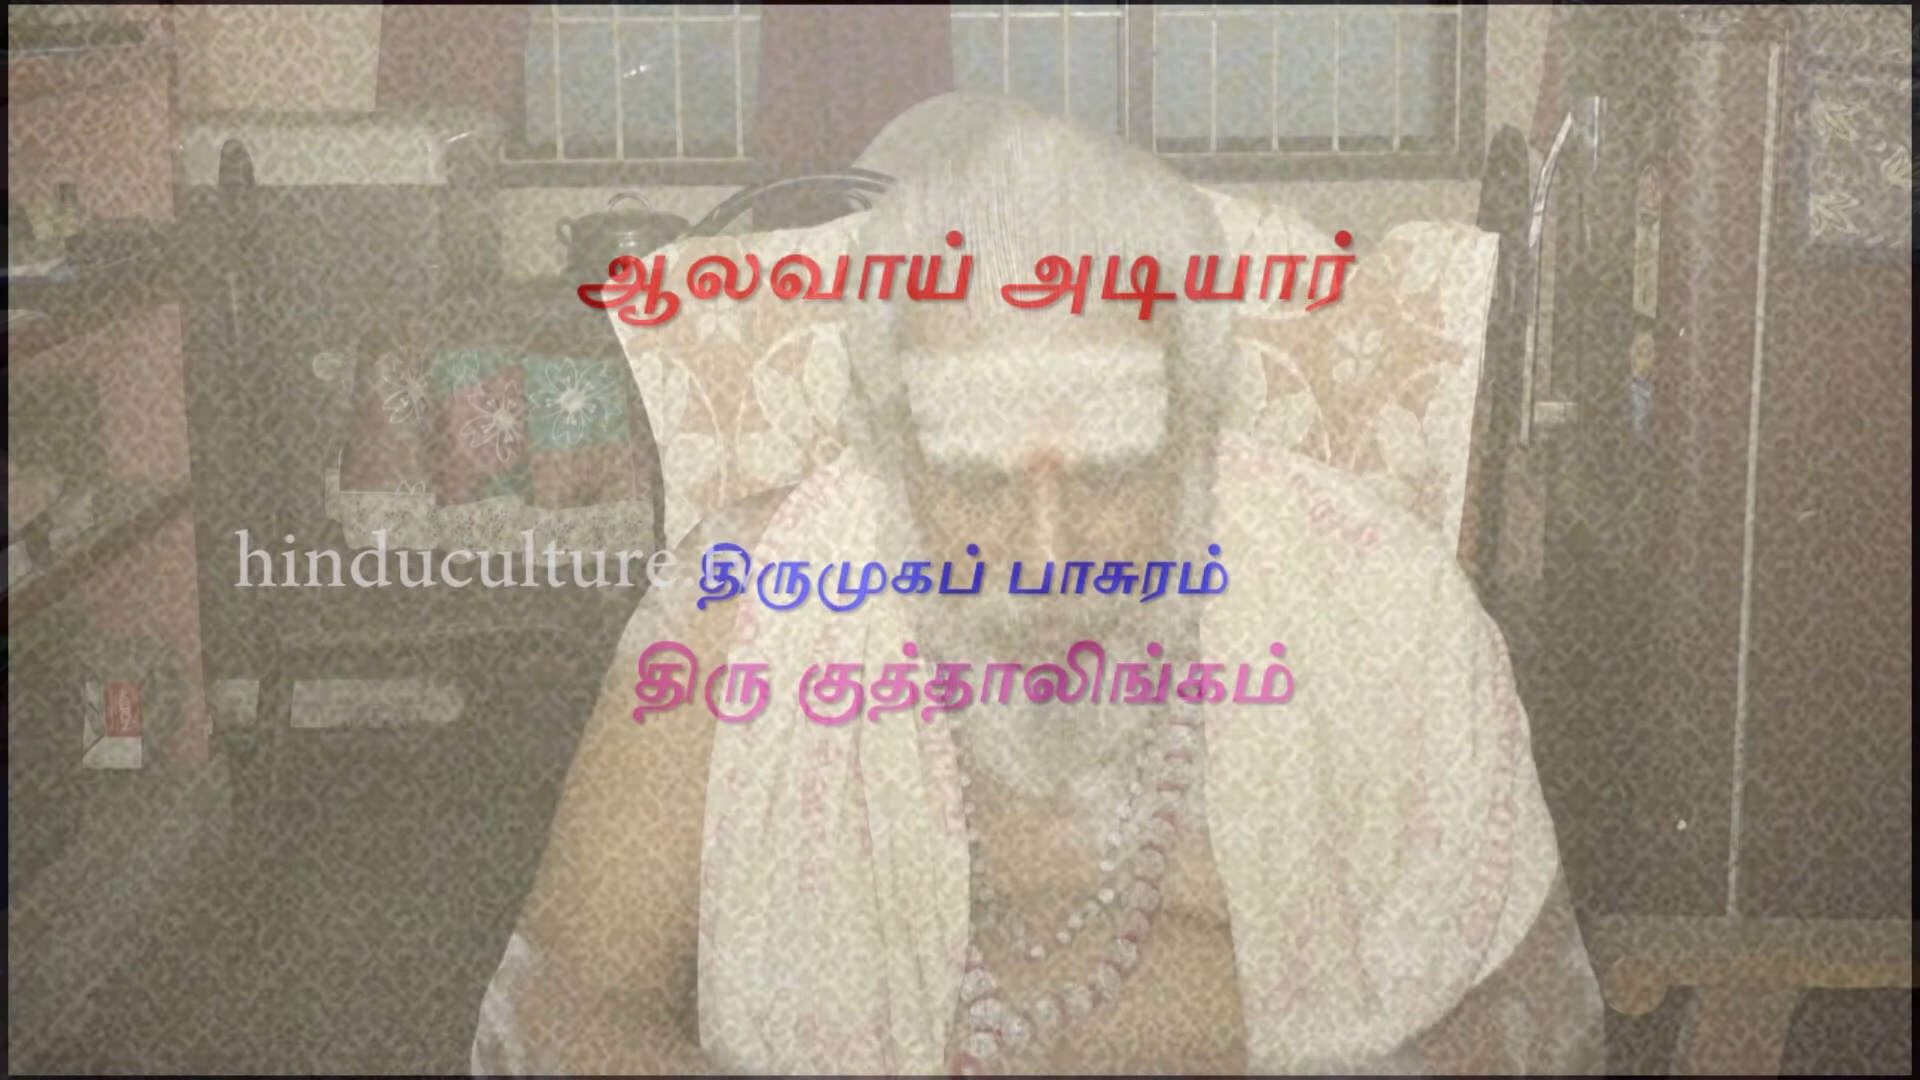 ஆலவாய் அடியார்
hinduculture
திருமுகப் பாசுரம்
திரு குத்தாலிங்கம்